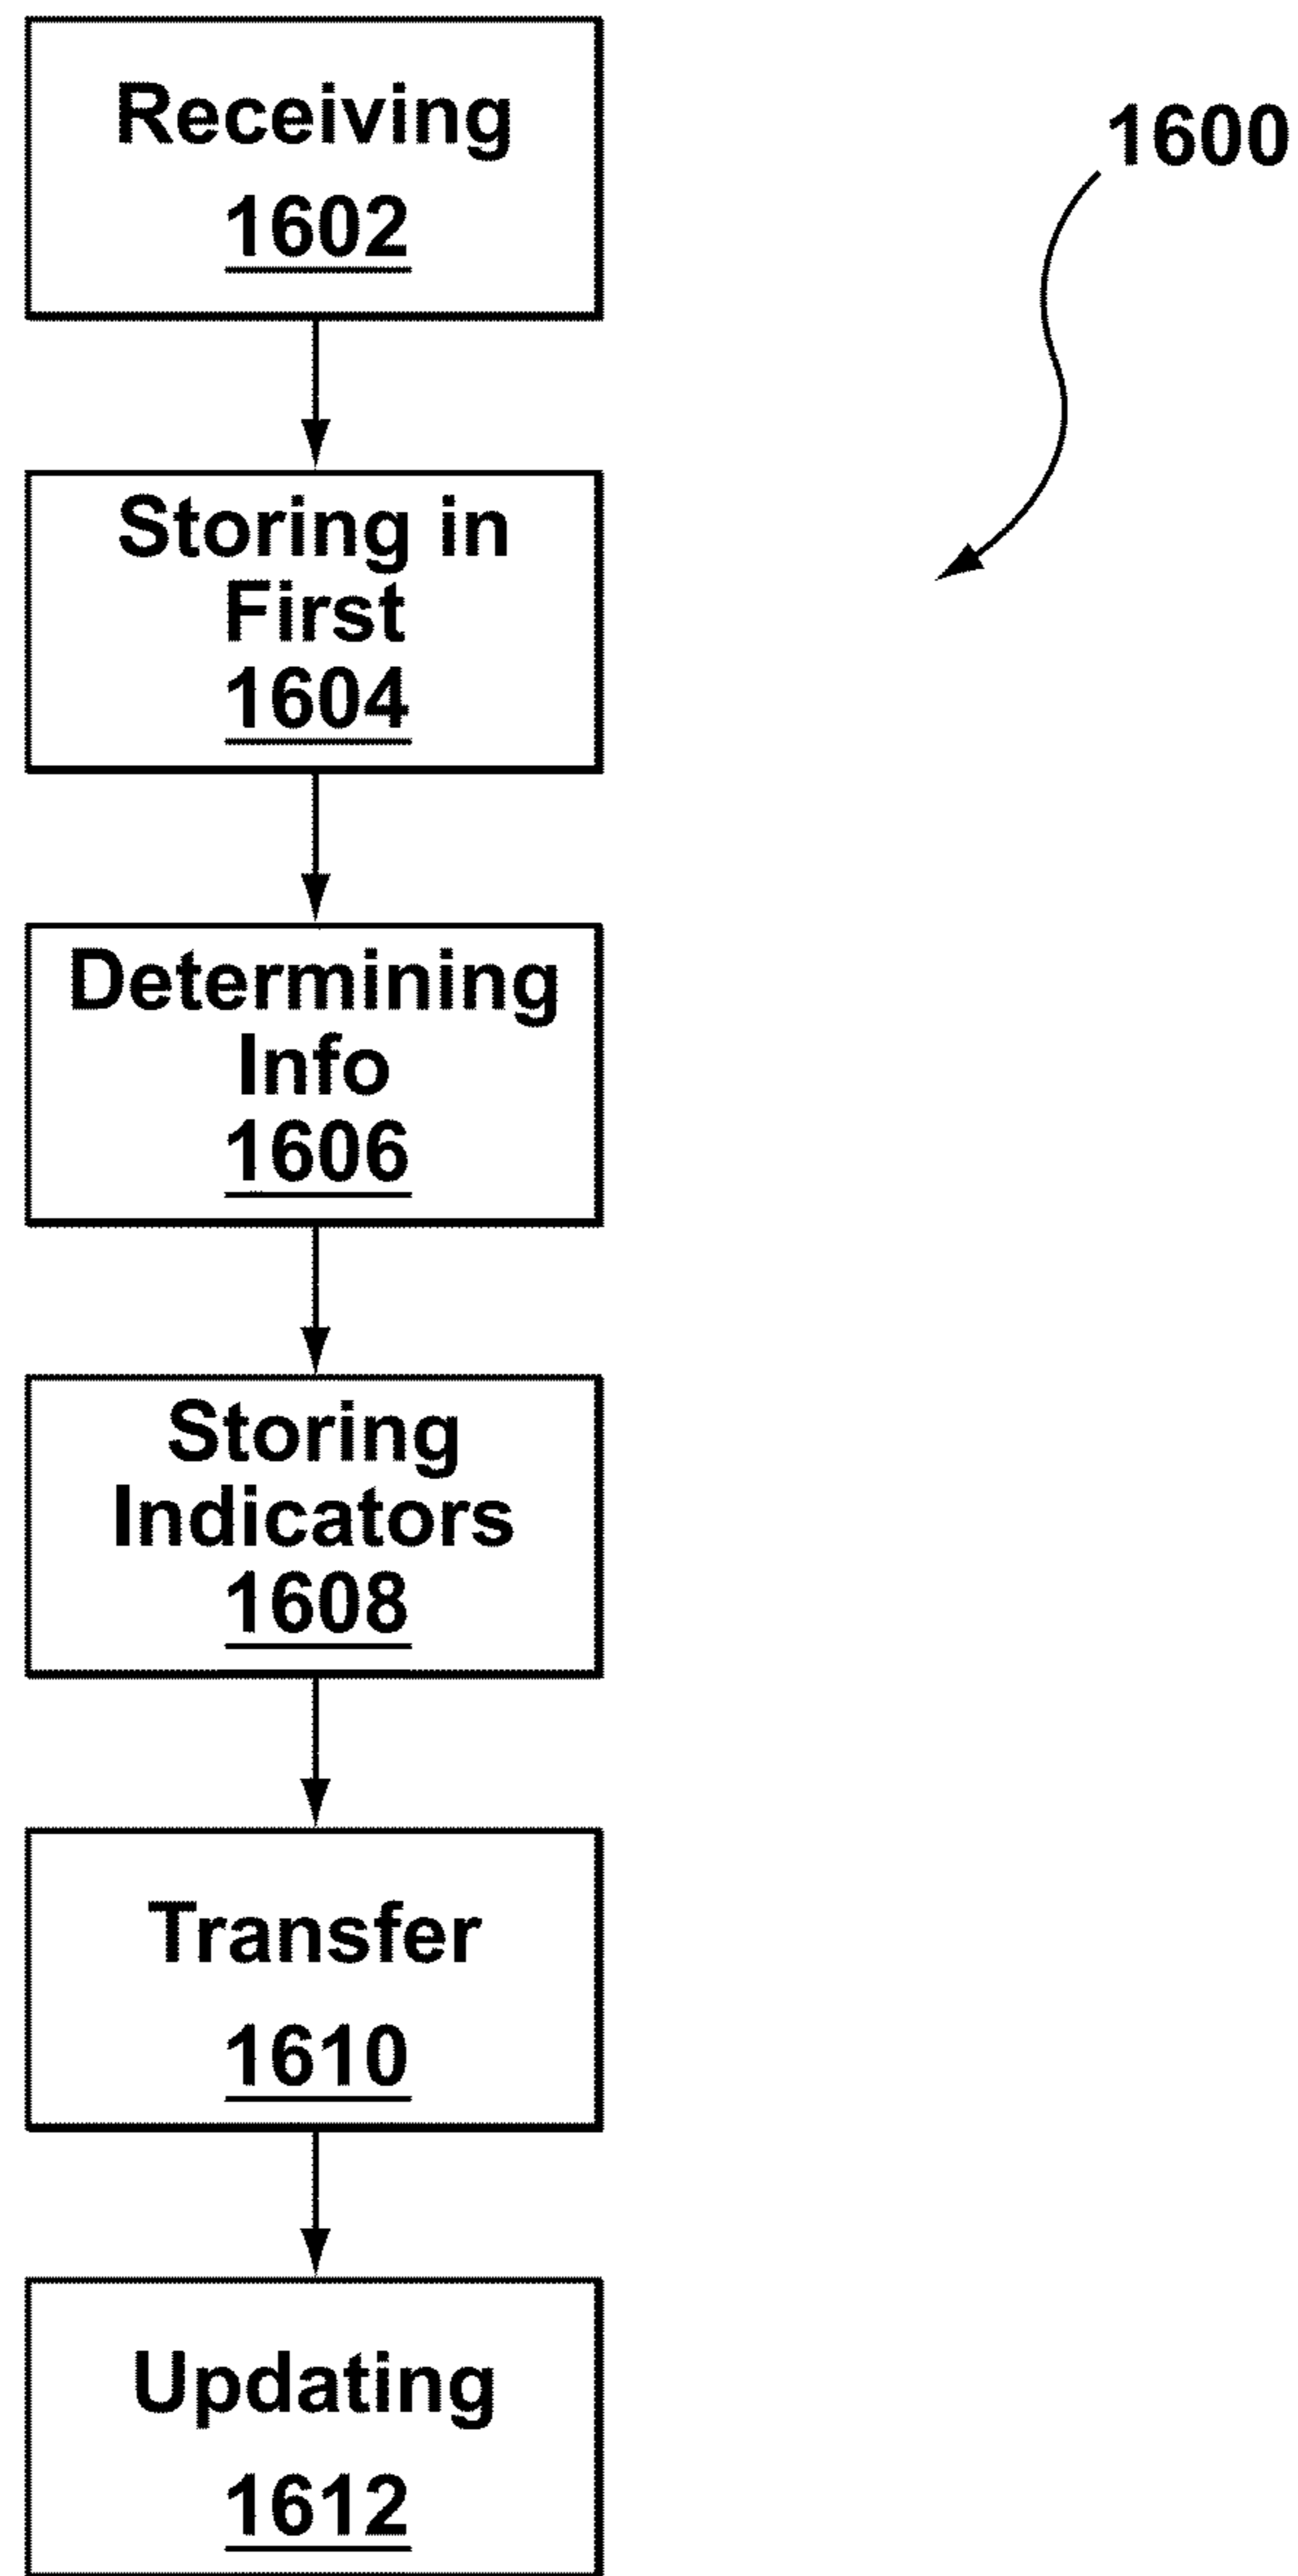 Receiving
1602
1600
Storing in
First
1604
Determining
Info
1606
Storing
Indicators
1608
Transfer
1610
Updating
1612